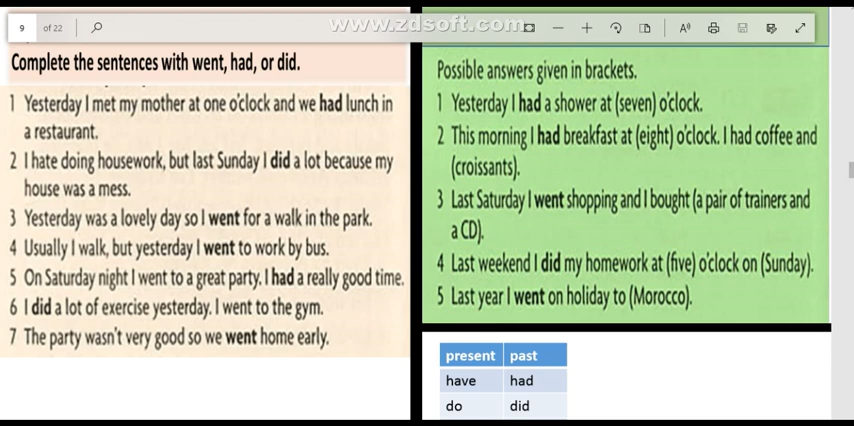 9 of 22
www.zdsoft.com
Complete the sentences with went, had, or did.
1 Yesterday I met my mother at one o'clock and we had lunch in
a restaurant.
2 I hate doing housework, but last Sunday I did a lot because my
house was a mess.
3 Yesterday was a lovely day so I went for a walk in the park.
4 Usually I walk, but yesterday I went to work by bus.
5 On Saturday night I went to a great party. I had a really good time.
6 I did a lot of exercise yesterday. I went to the gym.
7 The party wasn't very good so we went home early.
Possible answers given in brackets.
1 Yesterday I had a shower at (seven) o'clock.
2 This morning I had breakfast at (eight) o'clock. I had coffee and
(croissants).
3 Last Saturday I went shopping and I bought (a pair of trainers and
a CD).
4 Last weekend I did my homework at (five) o'clock on (Sunday).
5 Last year I went on holiday to (Morocco).
present past
have had
do did